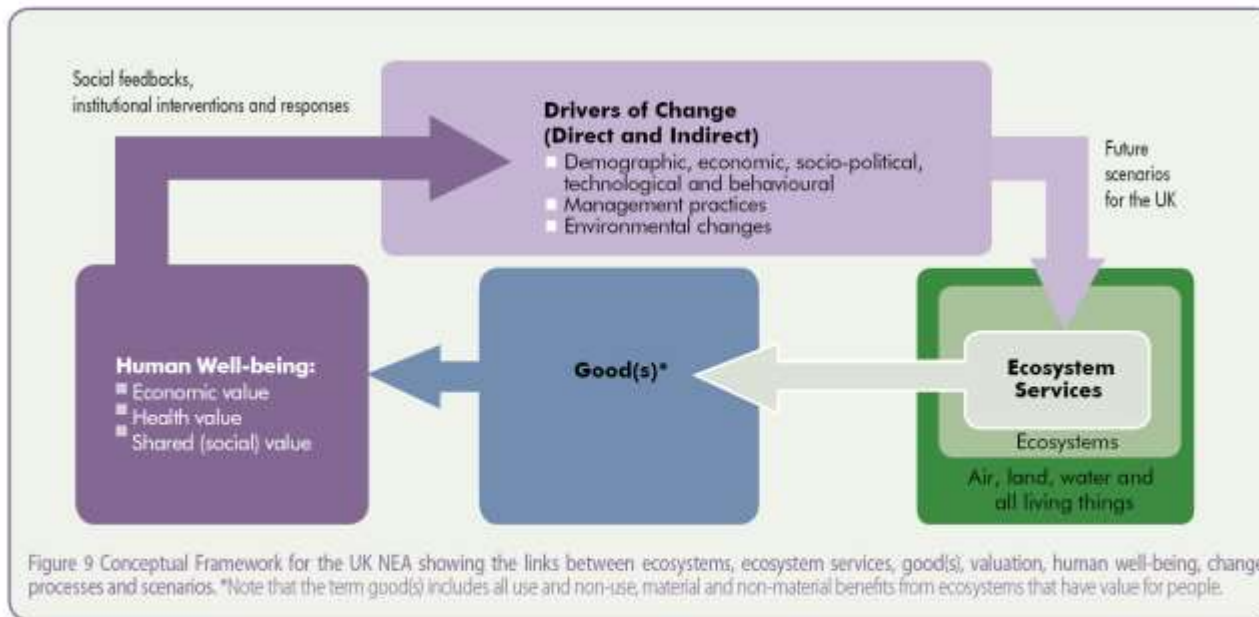 Social feedbacks,
institutional interventions and responses
Drivers of Change
(Direct and Indirect)
Demographic, economic, socio-political,
technological and behavioural
Management practices
Environmental changes
Future
scenarios
for the UK
Human Well-being:
Economic value
Health value
Shared (social) value
Good(s)*
Ecosystem
Services
Ecosystems
Air, land, water and
all living things
Figure 9 Conceptual Framework for the UK NEA showing the links between ecosystems, ecosystem services, good(s), valuation, human well-being, change
processes and scenarios. *Note that the term good(s) includes all use and non-use, material and non-material benefits from ecosystems that have value for people.